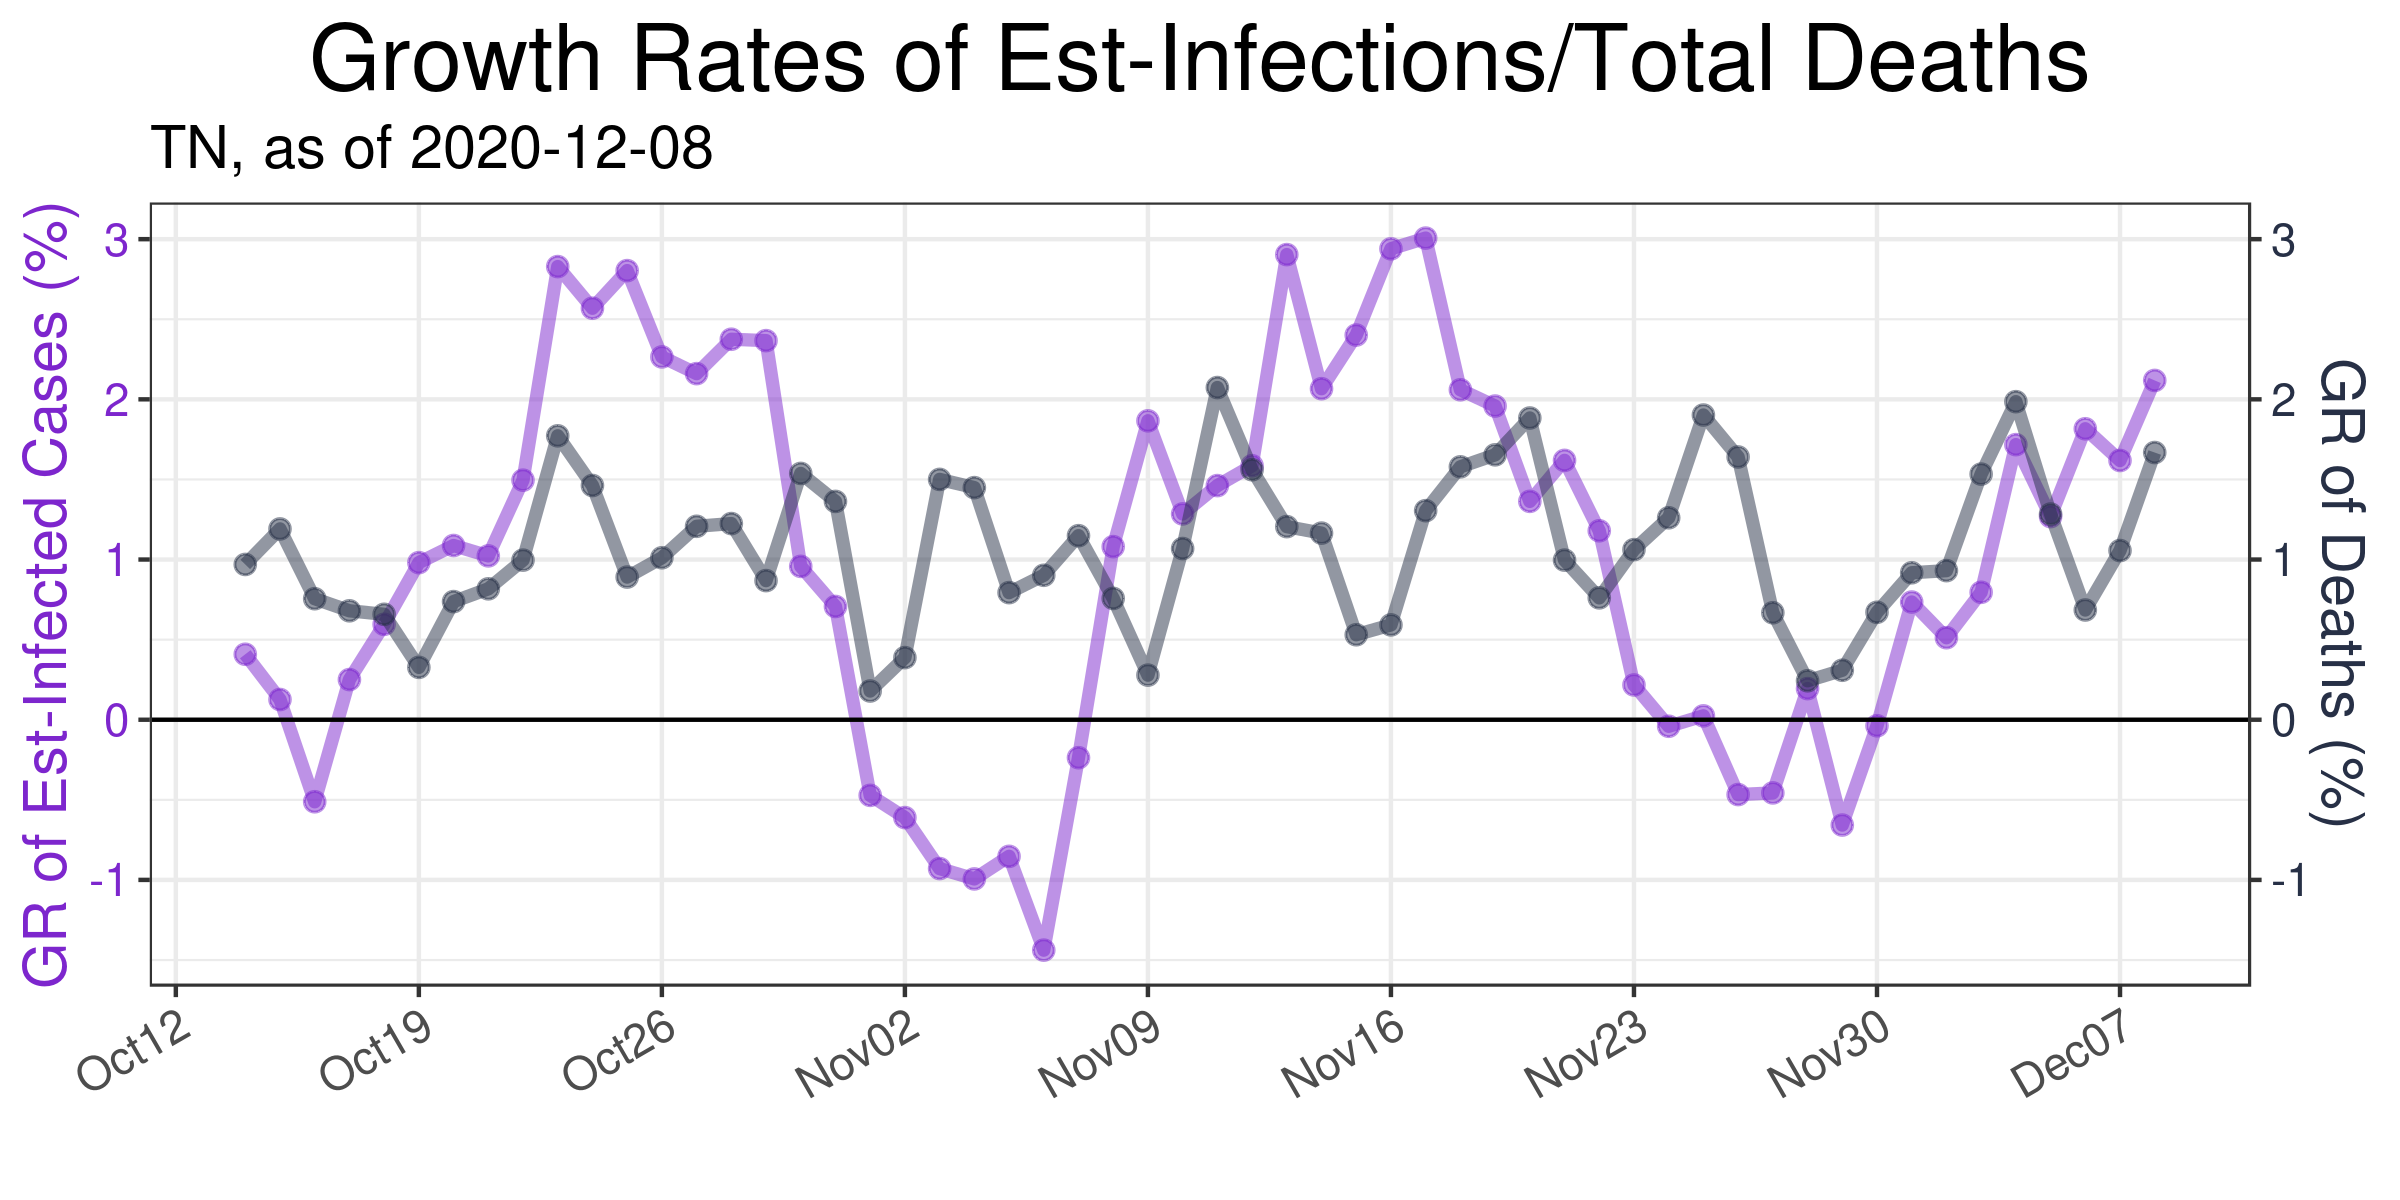 Growth Rates of Est-Infections/Total Deaths
TN, as of 2020-12-08
GR of Est-Infected Cases (%)
3
2
1
0
-1
3
2
1
0
-1
GR of Deaths (%)
Oct12
Oct19
Oct26
Nov02
Nov09
Nov16
Nov23
Nov30
Dec07